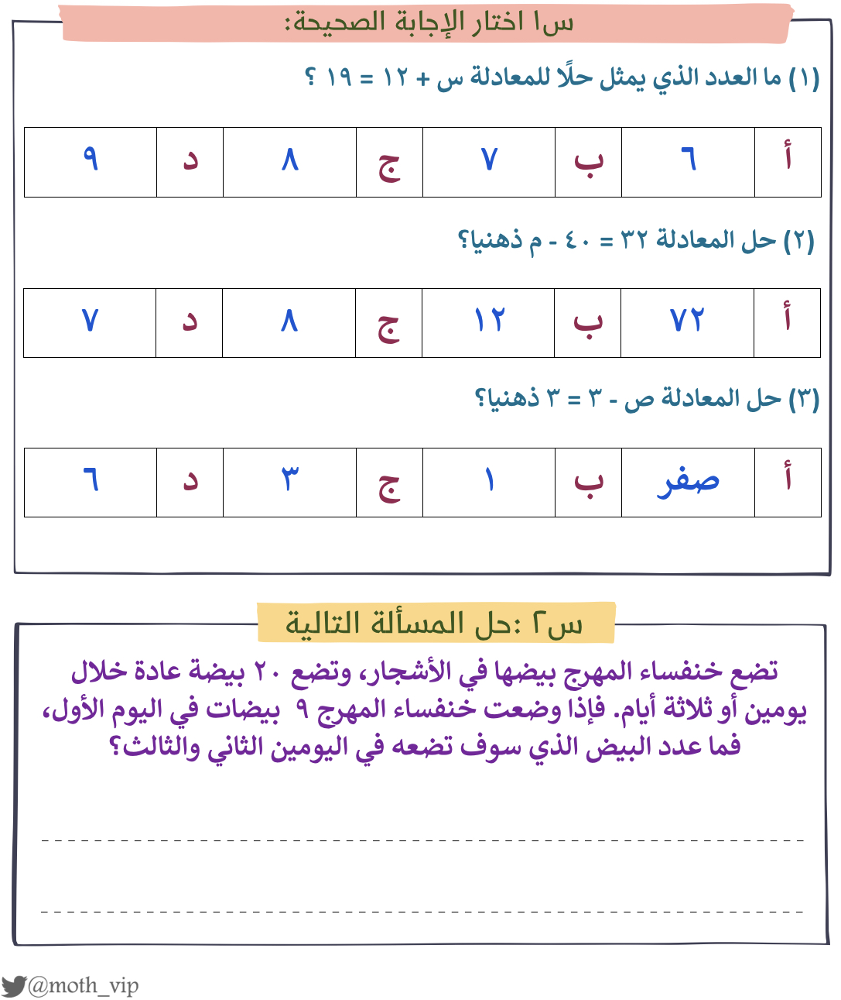 س١ اختار الإجابة الصحيحة:
(١) ما العدد الذي يمثل حلًا للمعادلة س + ١٢ = ١٩ ؟
أ ٦ ب ٧ ج ٨ د ٩
(٢) حل المعادلة ٣٢ = ٤٠ - م ذهنيا؟
أ ٧٢ ب ١٢ ج ٨ د ٧
(٣) حل المعادلة ص - ٣ = ٣ ذهنيا؟
أ صفر ب ١ ج ٣ د ٦
س٢ :حل المسألة التالية
تضع خنفساء المهرج بيضها في الأشجار، وتضع ٢٠ بيضة عادة خلال
يومين أو ثلاثة أيام. فإذا وضعت خنفساء المهرج ٩ بيضات في اليوم الأول،
فما عدد البيض الذي سوف تضعه في اليومين الثاني والثالث؟
@moth_vip